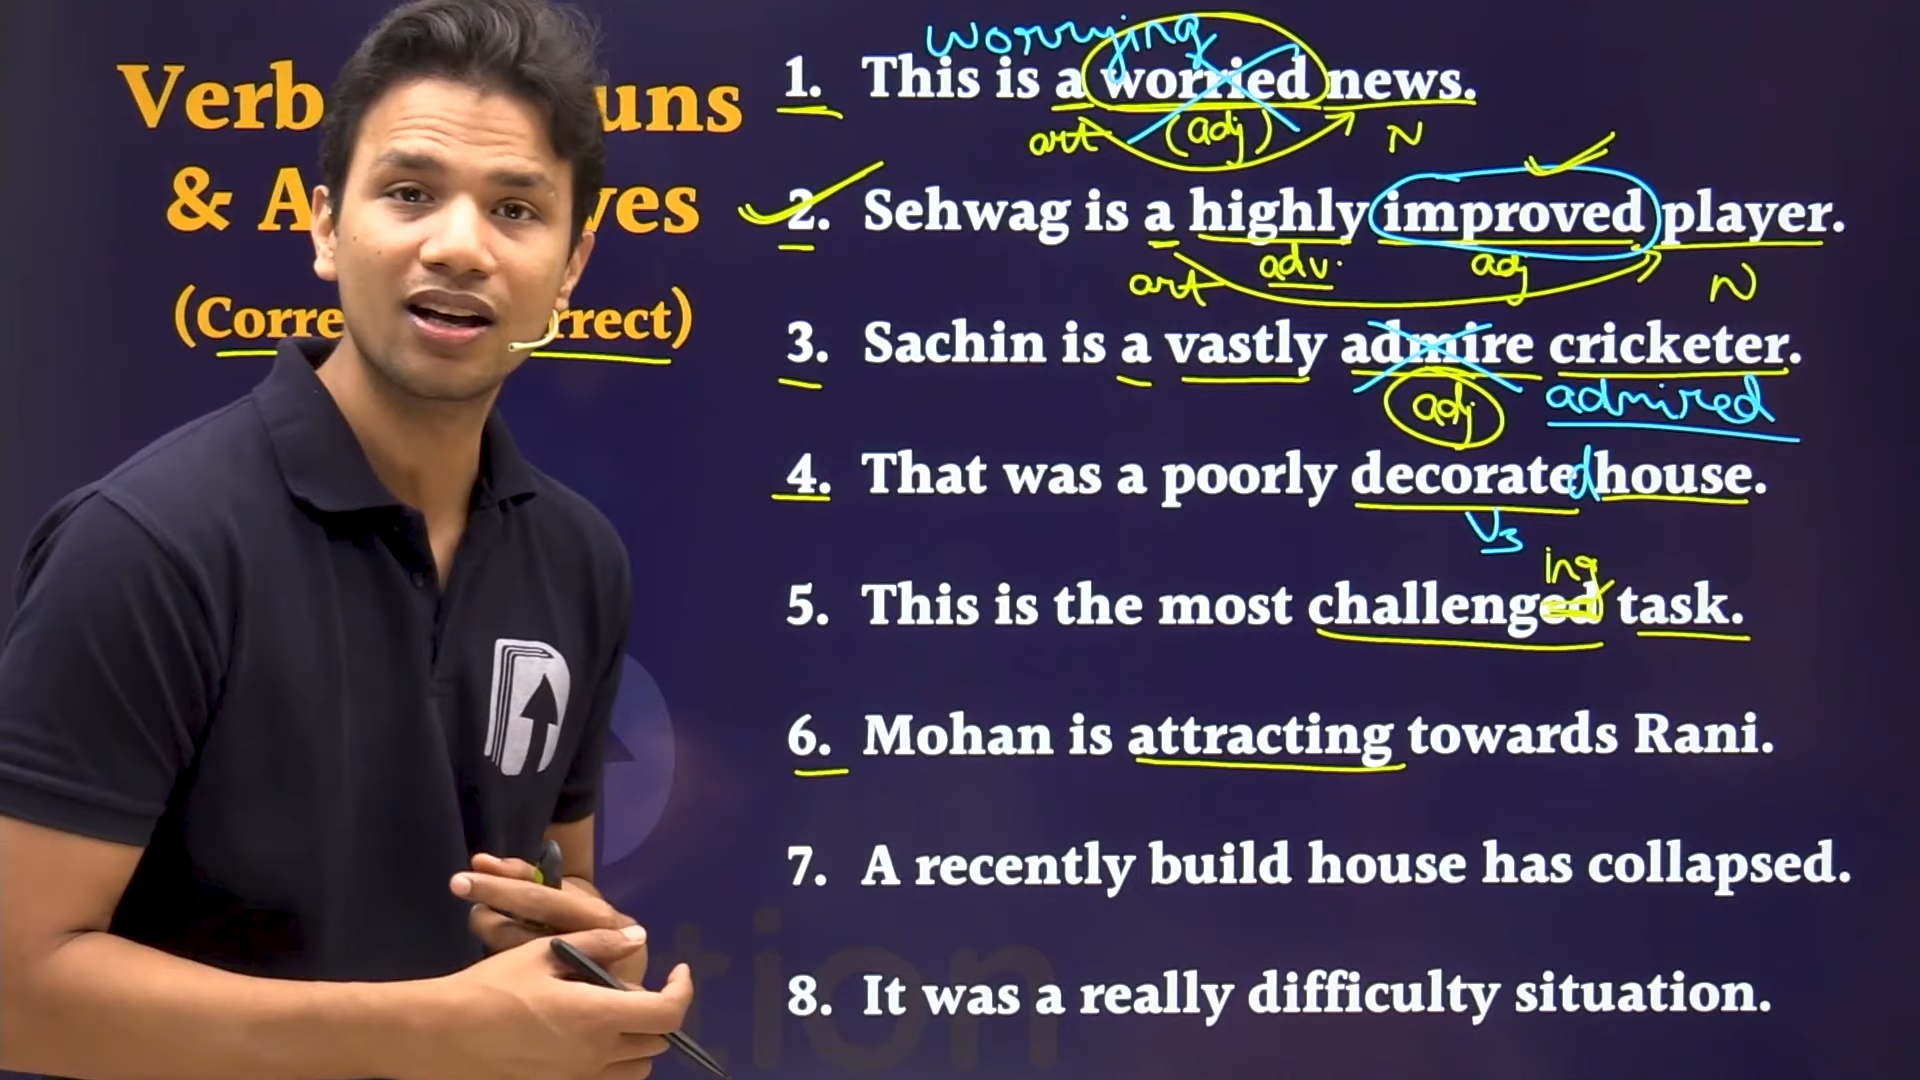 Verb uns
& A ves
(Corre rrect)
worrying
1. This is a worried news.
art (adj) N
2. Sehwag is a highly improved player.
art adv. adj N
3. Sachin is a vastly admire cricketer.
adj admired
4. That was a poorly decorated house.
V3
ing
5. This is the most challenged task.
6. Mohan is attracting towards Rani.
7. A recently build house has collapsed.
8. It was a really difficulty situation.
tion